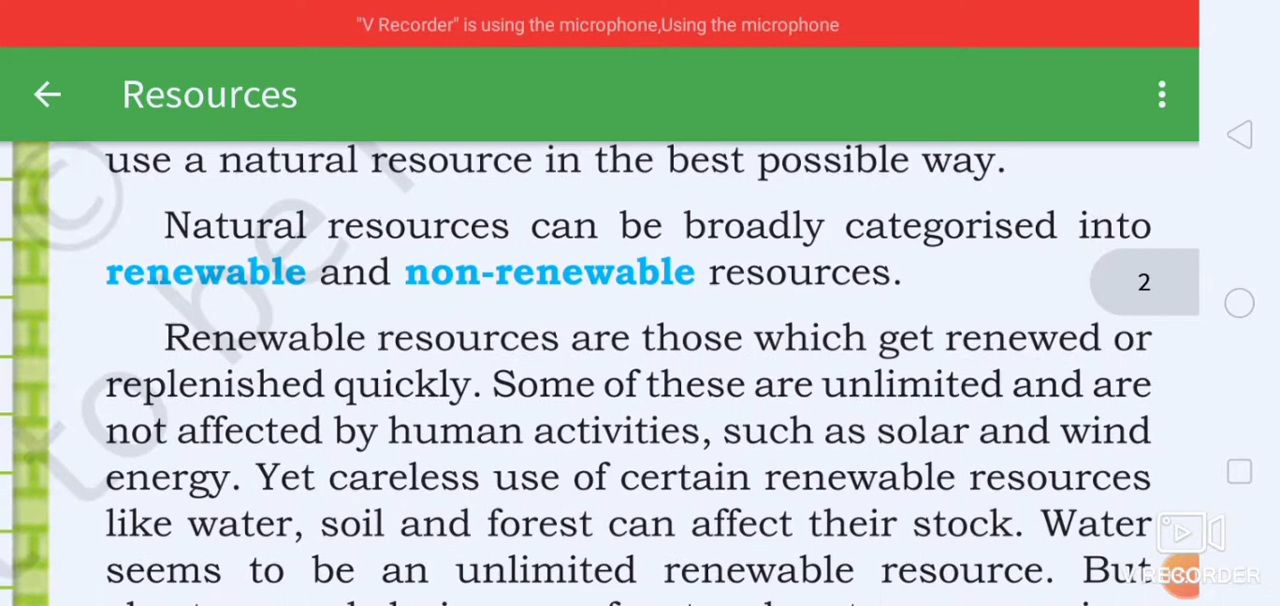 "V Recorder" is using the microphone,Using the microphone
Resources
use a natural resource in the best possible way.
Natural resources can be broadly categorised into
renewable and non-renewable resources.
2
Renewable resources are those which get renewed or
replenished quickly. Some of these are unlimited and are
not affected by human activities, such as solar and wind
energy. Yet careless use of certain renewable resources
like water, soil and forest can affect their stock. Water
seems to be an unlimited renewable resource. But
V RECORDER
©
to be